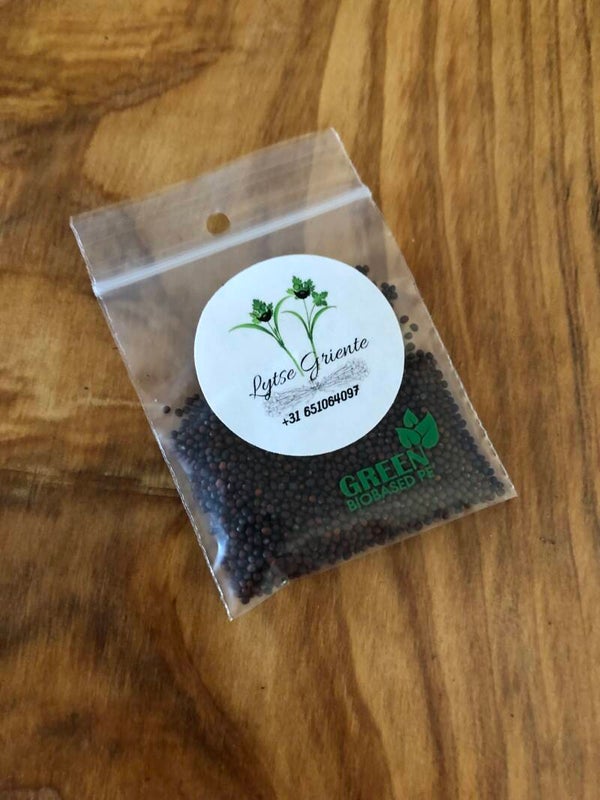 Lytse Griente
+31 651064097
GREEN
BIOBASED PE